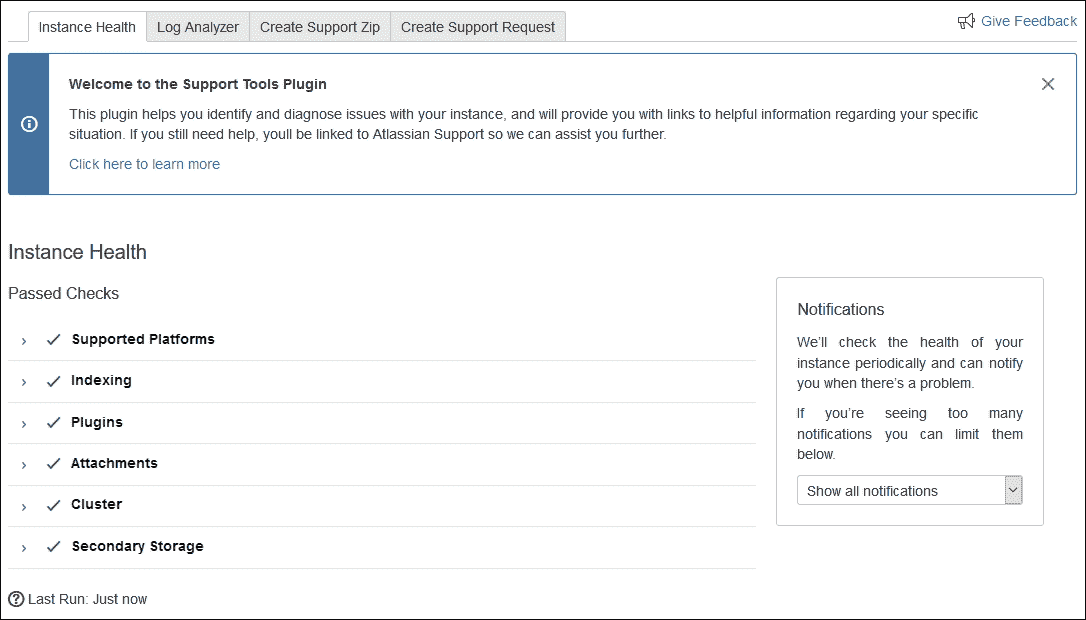 Instance Health
Log Analyzer
Create Support Zip
Create Support Request
Give Feedback
Welcome to the Support Tools Plugin
This plugin helps you identify and diagnose issues with your instance, and will provide you with links to helpful information regarding your specific
situation. If you still need help, youll be linked to Atlassian Support so we can assist you further.
Click here to learn more
Instance Health
Passed Checks
Supported Platforms
Indexing
Plugins
Attachments
Cluster
Secondary Storage
Last Run: Just now
Notifications
We'll check the health of your
instance periodically and can notify
you when there's a problem.
If you're seeing too many
notifications you can limit them
below.
Show all notifications